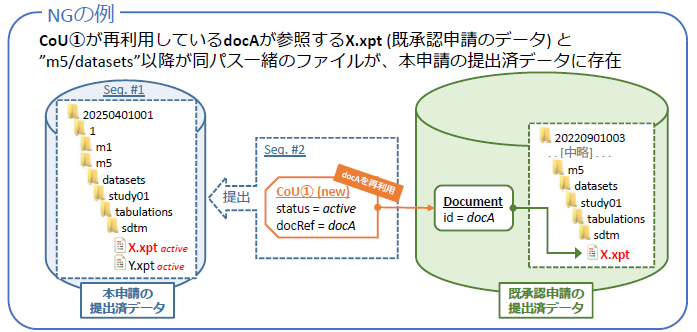 NGの例
CoU①が再利用しているdocAが参照するX.xpt (既承認申請のデータ) と
”m5/datasets”以降が同パス一緒のファイルが、本申請の提出済データに存在
Seq. #1
20250401001
1
m1
m5
datasets
study01
tabulations
sdtm
X.xpt active
Y.xpt active
本申請の
提出済データ
提出
Seq. #2
CoU① (new)
status = active
docRef = docA
docAを再利用
Document
id = docA
20220901003
. . . [中略] . . .
m5
datasets
study01
tabulations
sdtm
X.xpt
既承認申請の
提出済データ